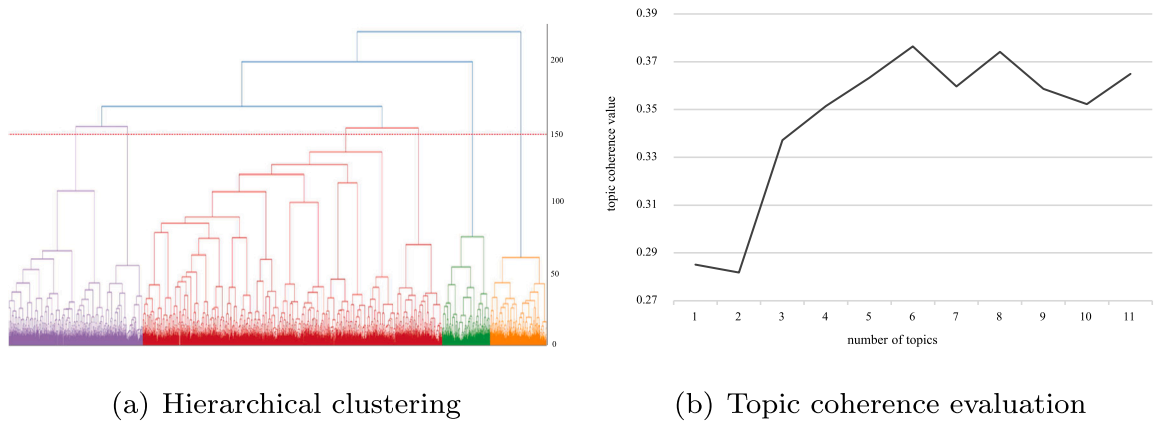 200
150
100
50
0
0.39
0.37
0.35
0.33
0.31
0.29
0.27
topic coherence value
1 2 3 4 5 6 7 8 9 10 11
number of topics
(a) Hierarchical clustering
(b) Topic coherence evaluation